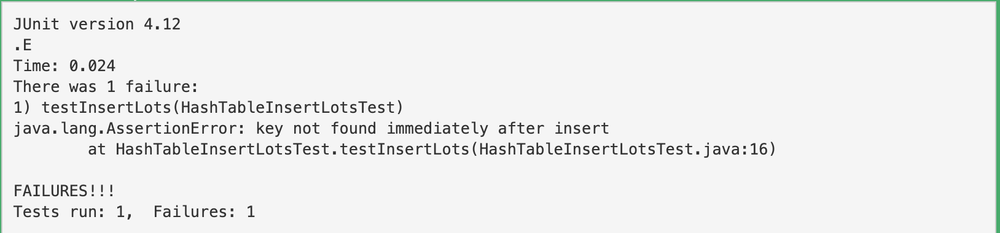 JUnit version 4.12
.E
Time: 0.024
There was 1 failure:
1) testInsertLots(HashTableInsertLotsTest)
java.lang.AssertionError: key not found immediately after insert
        at HashTableInsertLotsTest.testInsertLots(HashTableInsertLotsTest.java:16)

FAILURES!!!
Tests run: 1,  Failures: 1